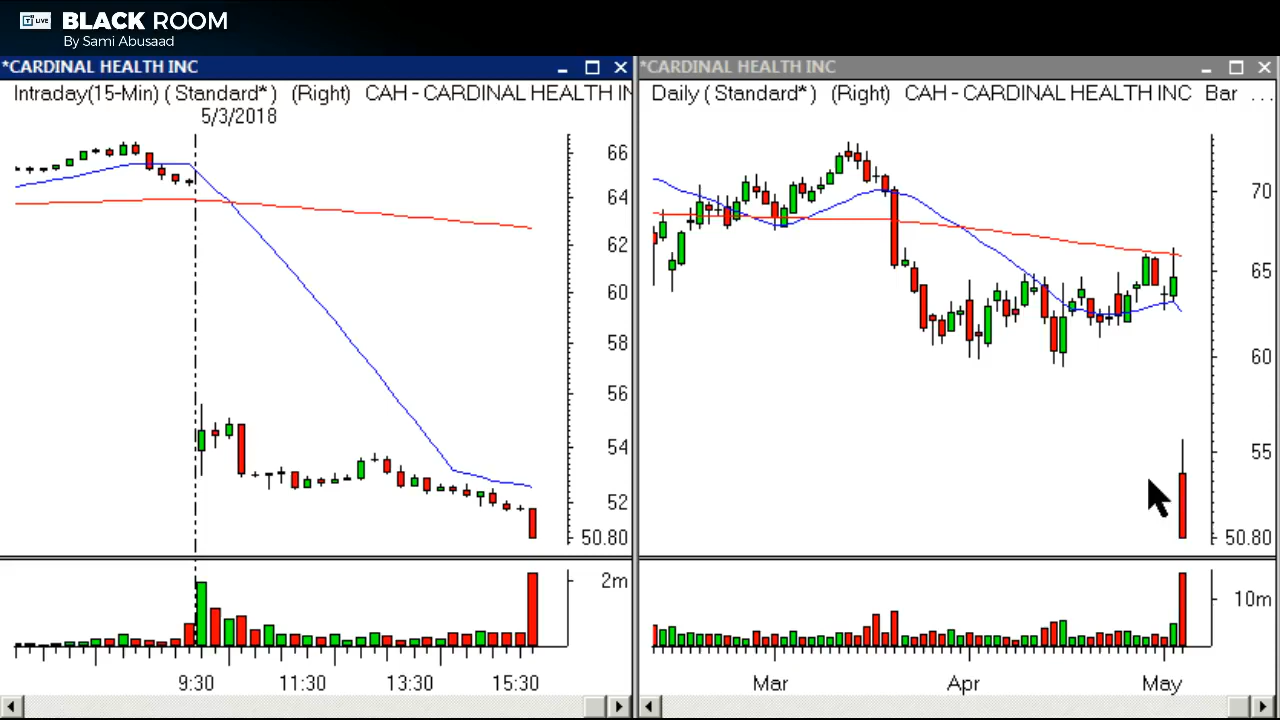 T LIVE BLACK ROOM
By Sami Abusaad
*CARDINAL HEALTH INC
Intraday(15-Min) ( Standard* ) (Right) CAH - CARDINAL HEALTH IN
5/3/2018
66
64
62
60
58
56
54
52
50.80
2m
9:30 11:30 13:30 15:30
*CARDINAL HEALTH INC
Daily ( Standard* ) (Right) CAH - CARDINAL HEALTH INC Bar ...
70
65
60
55
50.80
10m
Mar Apr May